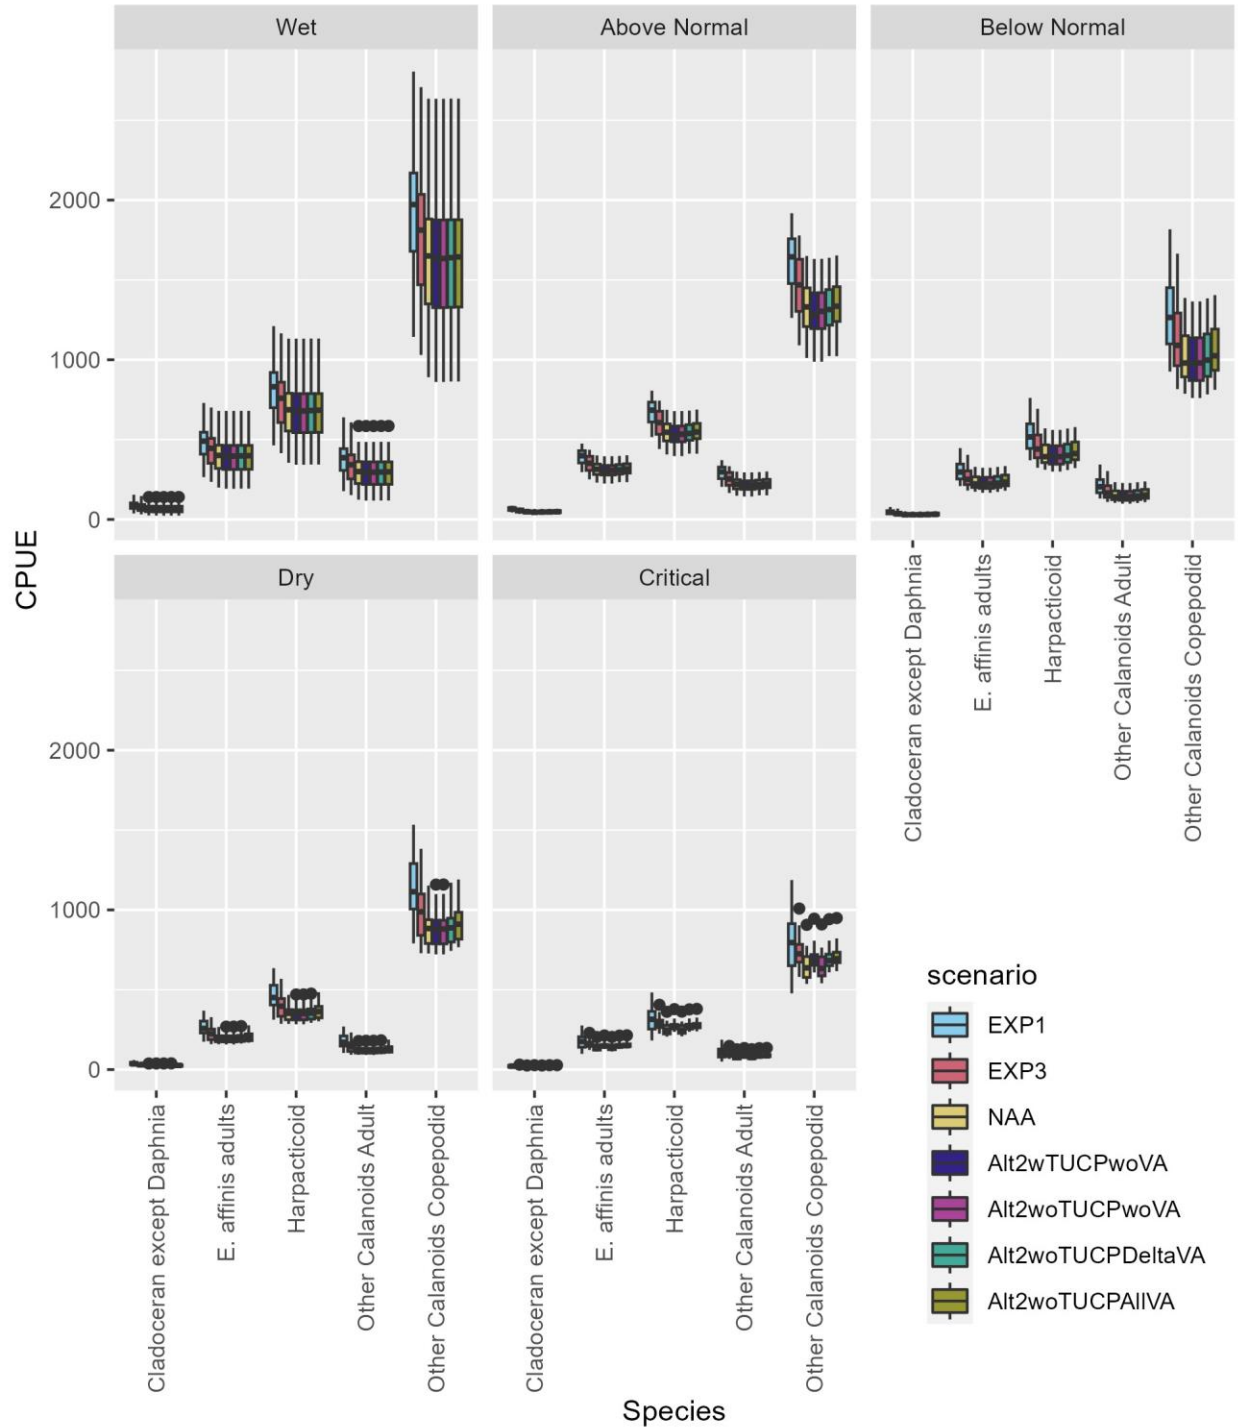 Wet
Above Normal
Below Normal
2000
1000
0
CPUE
Cladoceran except Daphnia
E. affinis adults
Harpacticoid
Other Calanoids Adult
Other Calanoids Copepodid
Dry
Critical
2000
1000
0
Cladoceran except Daphnia
E. affinis adults
Harpacticoid
Other Calanoids Adult
Other Calanoids Copepodid
Cladoceran except Daphnia
E. affinis adults
Harpacticoid
Other Calanoids Adult
Other Calanoids Copepodid
Species
scenario
EXP1
EXP3
NAA
Alt2wTUCPwoVA
Alt2woTUCPwoVA
Alt2woTUCPDeltaVA
Alt2woTUCPAllVA